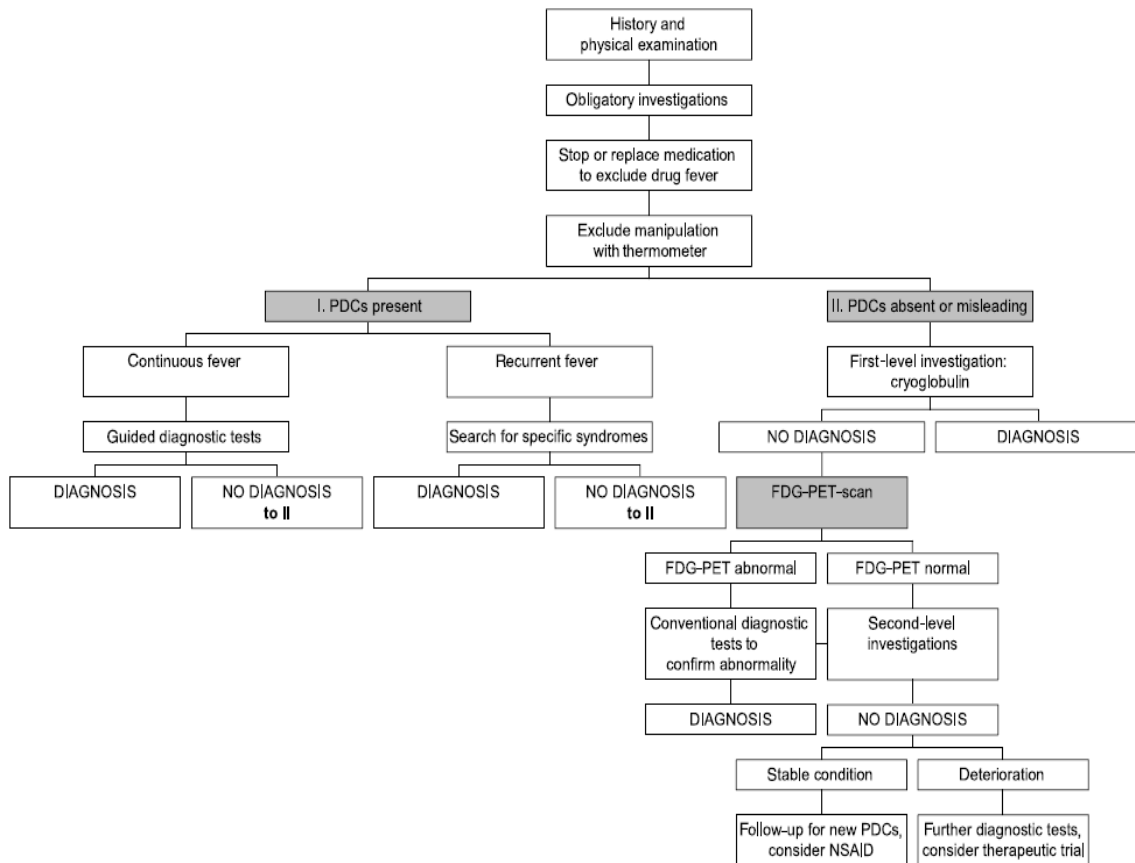 History and
physical examination
Obligatory investigations
Stop or replace medication
to exclude drug fever
Exclude manipulation
with thermometer
I. PDCs present
II. PDCs absent or misleading
Continuous fever
Recurrent fever
First-level investigation:
cryoglobulin
Guided diagnostic tests
Search for specific syndromes
NO DIAGNOSIS
DIAGNOSIS
DIAGNOSIS
NO DIAGNOSIS
to II
DIAGNOSIS
NO DIAGNOSIS
to II
FDG-PET-scan
FDG-PET abnormal
FDG-PET normal
Conventional diagnostic
tests to
confirm abnormality
Second-level
investigations
DIAGNOSIS
NO DIAGNOSIS
Stable condition
Deterioration
Follow-up for new PDCs,
consider NSAID
Further diagnostic tests,
consider therapeutic trial